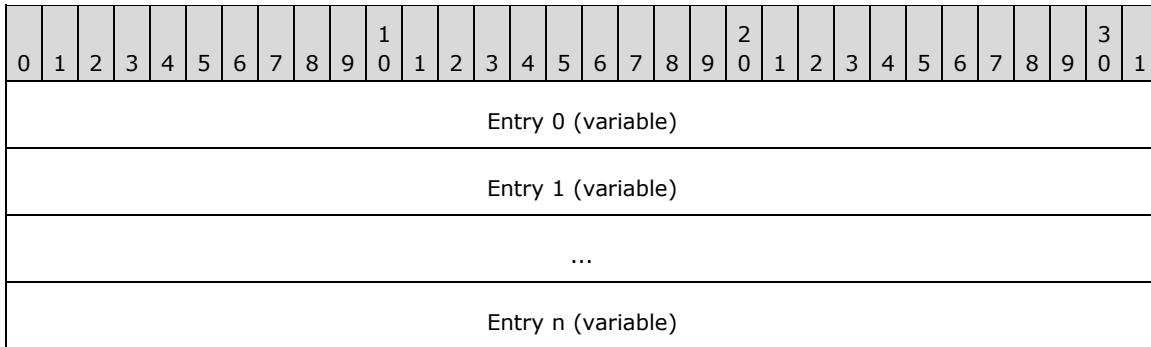 1 2 3
0 1 2 3 4 5 6 7 8 9 0 1 2 3 4 5 6 7 8 9 0 1 2 3 4 5 6 7 8 9 0 1
Entry 0 (variable)
Entry 1 (variable)
...
Entry n (variable)